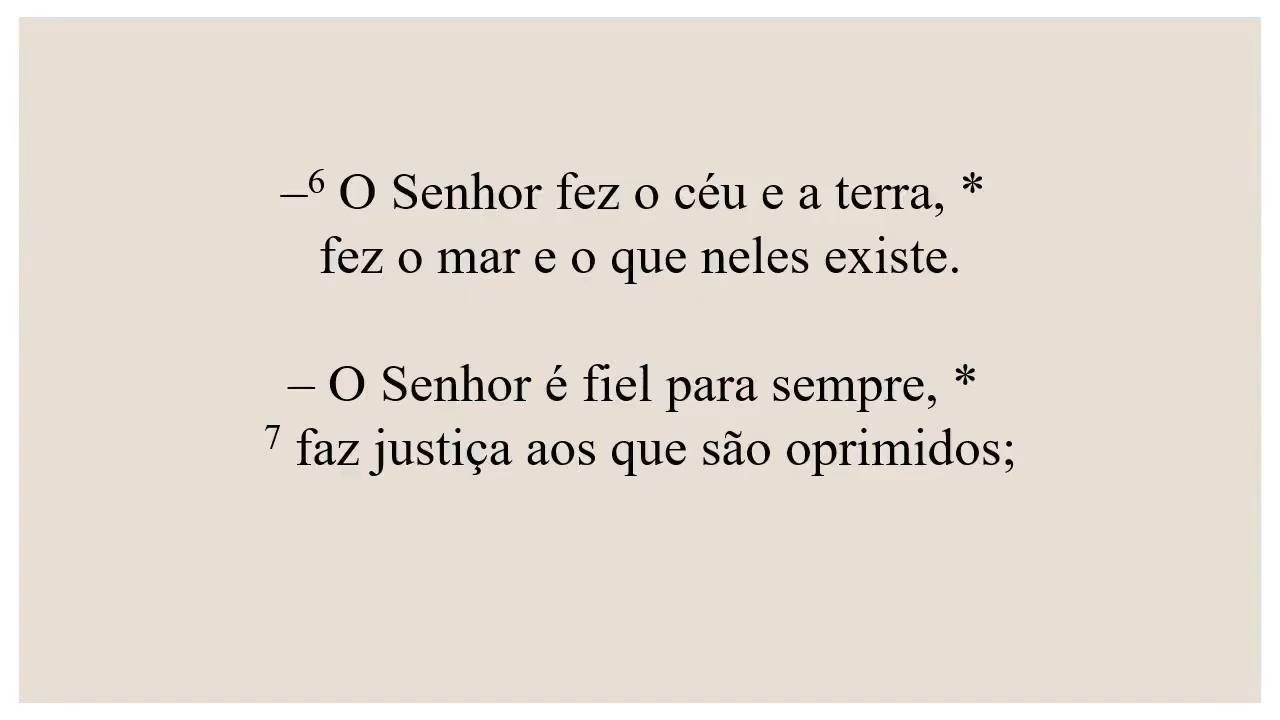 –⁶ O Senhor fez o céu e a terra, *
fez o mar e o que neles existe.
– O Senhor é fiel para sempre, *
⁷ faz justiça aos que são oprimidos;